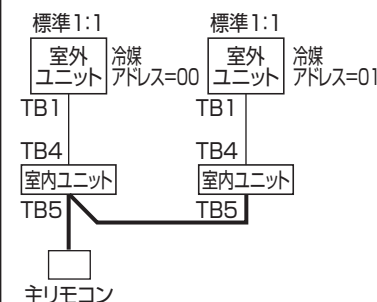 標準1:1 標準1:1
室外 冷媒 室外 冷媒
ユニット アドレス=00 ユニット アドレス=01
TB1 TB1
TB4 TB4
室内ユニット 室内ユニット
TB5 TB5
主リモコン